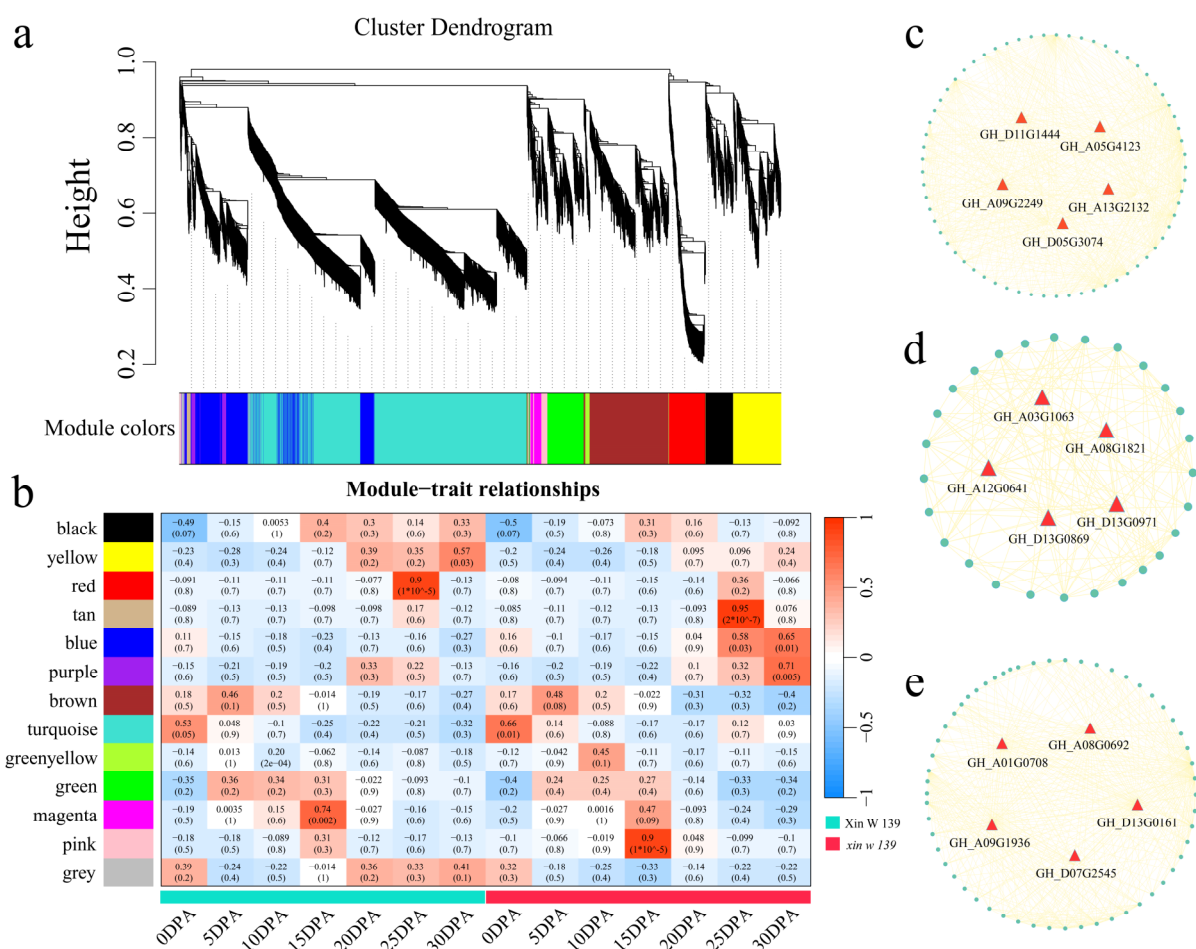 a
Cluster Dendrogram
Height
1.0
0.8
0.6
0.4
0.2
Module colors
b
Module−trait relationships
black −0.49 −0.15 0.0053 0.4 0.3 0.14 0.33 −0.5 −0.19 −0.073 0.31 0.16 −0.13 −0.092
(0.07) (0.6) (1) (0.2) (0.3) (0.6) (0.3) (0.07) (0.5) (0.8) (0.3) (0.6) (0.7) (0.8)
yellow −0.23 −0.28 −0.24 −0.12 0.39 0.35 0.57 −0.2 −0.24 −0.26 −0.18 0.095 0.096 0.24
(0.4) (0.3) (0.4) (0.7) (0.2) (0.2) (0.03) (0.5) (0.4) (0.4) (0.5) (0.7) (0.7) (0.4)
red −0.091 −0.11 −0.11 −0.11 −0.077 0.9 −0.13 −0.08 −0.094 −0.11 −0.15 −0.14 0.36 −0.066
(0.8) (0.7) (0.7) (0.7) (0.8) (1*10^-5) (0.7) (0.8) (0.7) (0.7) (0.6) (0.6) (0.2) (0.8)
tan −0.089 −0.13 −0.13 −0.098 −0.098 0.17 −0.12 −0.085 −0.11 −0.12 −0.13 −0.093 0.95 0.076
(0.8) (0.7) (0.7) (0.7) (0.7) (0.6) (0.7) (0.8) (0.7) (0.7) (0.7) (0.8) (2*10^-7) (0.8)
blue 0.11 −0.15 −0.18 −0.23 −0.13 −0.16 −0.27 0.16 −0.1 −0.17 −0.15 0.04 0.58 0.65
(0.7) (0.6) (0.5) (0.4) (0.7) (0.6) (0.3) (0.6) (0.7) (0.6) (0.6) (0.9) (0.03) (0.01)
purple −0.15 −0.21 −0.19 −0.2 0.33 0.22 −0.13 −0.16 −0.2 −0.19 −0.22 0.1 0.32 0.71
(0.6) (0.5) (0.5) (0.5) (0.2) (0.5) (0.7) (0.6) (0.5) (0.5) (0.4) (0.7) (0.3) (0.005)
brown 0.18 0.46 0.2 −0.014 −0.19 −0.17 −0.27 0.17 0.48 0.2 −0.022 −0.31 −0.32 −0.4
(0.5) (0.1) (0.5) (1) (0.5) (0.6) (0.4) (0.6) (0.08) (0.5) (0.9) (0.3) (0.3) (0.2)
turquoise 0.53 0.048 −0.1 −0.25 −0.22 −0.21 −0.32 0.66 0.14 −0.088 −0.17 −0.17 0.12 0.03
(0.05) (0.9) (0.7) (0.4) (0.4) (0.5) (0.3) (0.01) (0.6) (0.8) (0.6) (0.6) (0.7) (0.9)
greenyellow −0.14 0.013 0.20 −0.062 −0.14 −0.087 −0.18 −0.12 −0.042 0.45 −0.11 −0.17 −0.11 −0.15
(0.6) (1) (2e−04) (0.8) (0.6) (0.8) (0.5) (0.7) (0.9) (0.1) (0.7) (0.6) (0.7) (0.6)
green −0.35 0.36 0.34 0.31 −0.022 −0.093 −0.1 −0.4 0.24 0.25 0.27 −0.14 −0.33 −0.34
(0.2) (0.2) (0.2) (0.3) (0.9) (0.8) (0.7) (0.2) (0.4) (0.4) (0.4) (0.6) (0.2) (0.2)
magenta −0.19 0.0035 0.15 0.74 −0.027 −0.16 −0.15 −0.2 −0.027 0.0016 0.47 −0.093 −0.24 −0.29
(0.5) (1) (0.6) (0.002) (0.9) (0.6) (0.6) (0.5) (0.9) (1) (0.09) (0.8) (0.4) (0.3)
pink −0.18 −0.18 −0.089 0.31 −0.12 −0.17 −0.13 −0.1 −0.066 −0.019 0.9 0.048 −0.099 −0.1
(0.5) (0.5) (0.8) (0.3) (0.7) (0.6) (0.7) (0.7) (0.8) (0.9) (1*10^-5) (0.9) (0.7) (0.7)
grey 0.39 −0.24 −0.22 −0.014 0.36 0.33 0.41 0.32 −0.18 −0.25 −0.33 −0.14 −0.22 −0.22
(0.2) (0.4) (0.5) (1) (0.2) (0.3) (0.1) (0.3) (0.5) (0.4) (0.3) (0.6) (0.4) (0.5)
0DPA 5DPA 10DPA 15DPA 20DPA 25DPA 30DPA 0DPA 5DPA 10DPA 15DPA 20DPA 25DPA 30DPA
1
0.5
0
−0.5
−1
Xin W 139
xin w 139
c
GH_D11G1444
GH_A05G4123
GH_A09G2249
GH_A13G2132
GH_D05G3074
d
GH_A03G1063
GH_A08G1821
GH_A12G0641
GH_D13G0971
GH_D13G0869
e
GH_A08G0692
GH_A01G0708
GH_D13G0161
GH_A09G1936
GH_D07G2545